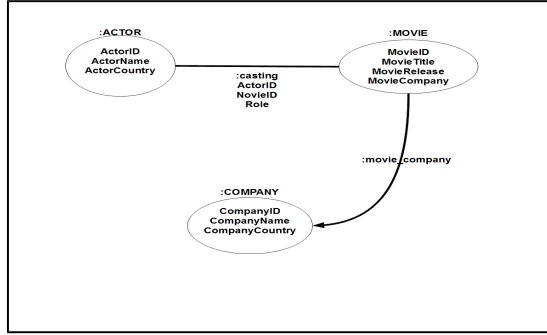 :ACTOR
ActorID
ActorName
ActorCountry
:casting
ActorID
NovieID
Role
:MOVIE
MovieID
MovieTitle
MovieRelease
MovieCompany
:movie_company
:COMPANY
CompanyID
CompanyName
CompanyCountry